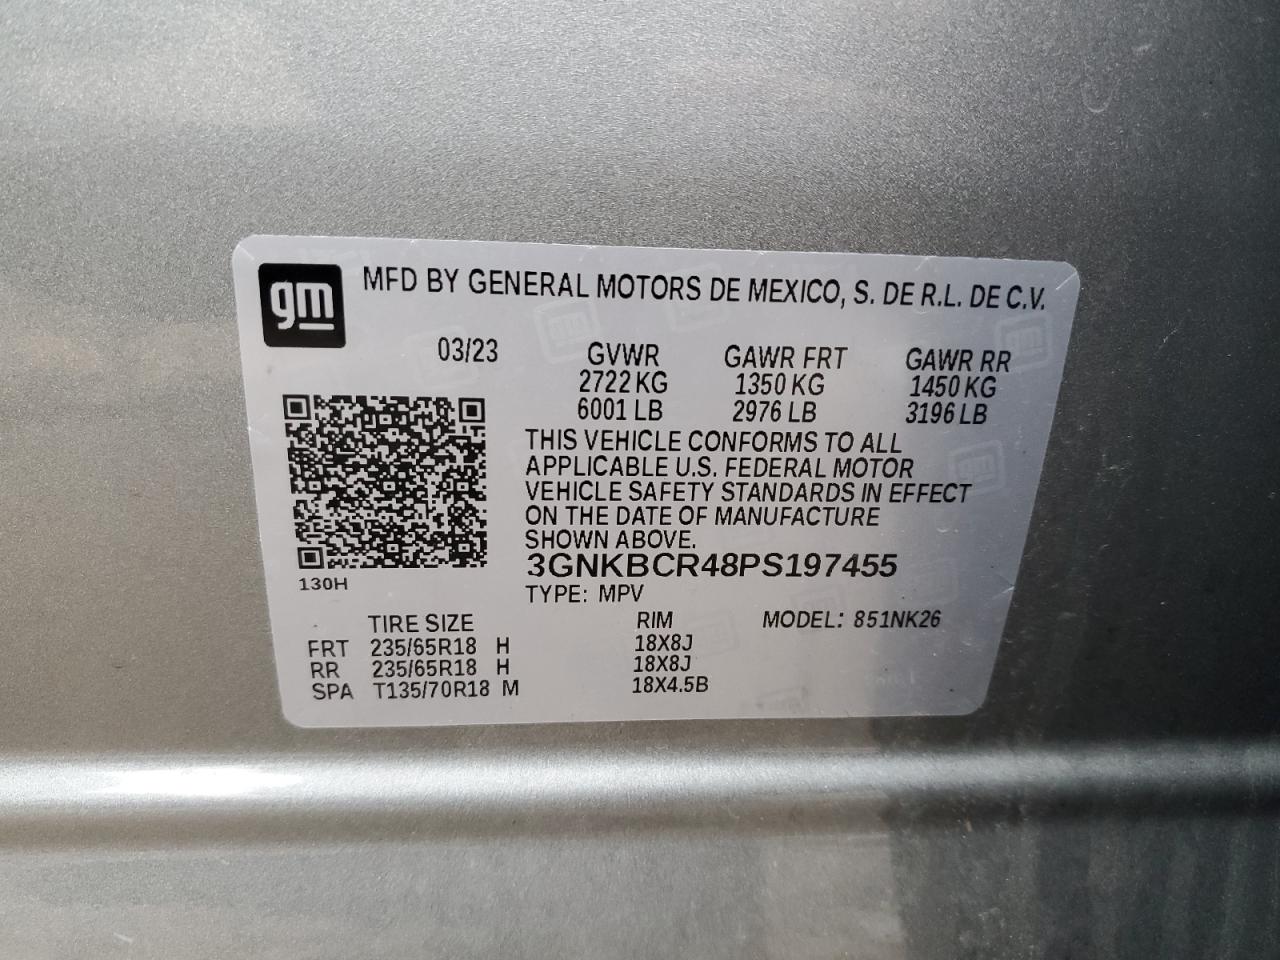 gm
MFD BY GENERAL MOTORS DE MEXICO, S. DE R.L. DE C.V.
03/23 GVWR GAWR FRT GAWR RR
2722 KG 1350 KG 1450 KG
6001 LB 2976 LB 3196 LB
THIS VEHICLE CONFORMS TO ALL
APPLICABLE U.S. FEDERAL MOTOR
VEHICLE SAFETY STANDARDS IN EFFECT
ON THE DATE OF MANUFACTURE
SHOWN ABOVE.
3GNKBCR48PS197455
130H
TYPE: MPV
TIRE SIZE RIM MODEL: 851NK26
FRT 235/65R18 H 18X8J
RR 235/65R18 H 18X8J
SPA T135/70R18 M 18X4.5B